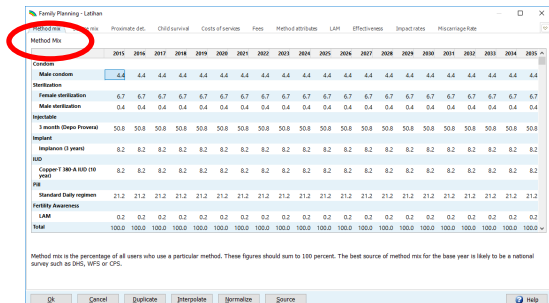 Family Planning - Latihan
Method mix mix Proximate det. Child survival Costs of services Fees Method attributes LAM Effectiveness Impact rates Miscarriage Rate
Method Mix
2015 2016 2017 2018 2019 2020 2021 2022 2023 2024 2025 2026 2027 2028 2029 2030 2031 2032 2033 2034 2035
Condom
Male condom 4.4 4.4 4.4 4.4 4.4 4.4 4.4 4.4 4.4 4.4 4.4 4.4 4.4 4.4 4.4 4.4 4.4 4.4 4.4 4.4 4.4
Sterilization
Female sterilization 6.7 6.7 6.7 6.7 6.7 6.7 6.7 6.7 6.7 6.7 6.7 6.7 6.7 6.7 6.7 6.7 6.7 6.7 6.7 6.7 6.7
Male sterilization 0.4 0.4 0.4 0.4 0.4 0.4 0.4 0.4 0.4 0.4 0.4 0.4 0.4 0.4 0.4 0.4 0.4 0.4 0.4 0.4 0.4
Injectable
3 month (Depo Provera) 50.8 50.8 50.8 50.8 50.8 50.8 50.8 50.8 50.8 50.8 50.8 50.8 50.8 50.8 50.8 50.8 50.8 50.8 50.8 50.8 50.8
Implant
Implanon (3 years) 8.2 8.2 8.2 8.2 8.2 8.2 8.2 8.2 8.2 8.2 8.2 8.2 8.2 8.2 8.2 8.2 8.2 8.2 8.2 8.2 8.2
IUD
Copper-T 380-A IUD (10 8.2 8.2 8.2 8.2 8.2 8.2 8.2 8.2 8.2 8.2 8.2 8.2 8.2 8.2 8.2 8.2 8.2 8.2 8.2 8.2 8.2
year)
Pill
Standard Daily regimen 21.2 21.2 21.2 21.2 21.2 21.2 21.2 21.2 21.2 21.2 21.2 21.2 21.2 21.2 21.2 21.2 21.2 21.2 21.2 21.2 21.2
Fertility Awareness
LAM 0.2 0.2 0.2 0.2 0.2 0.2 0.2 0.2 0.2 0.2 0.2 0.2 0.2 0.2 0.2 0.2 0.2 0.2 0.2 0.2 0.2
Total 100.0 100.0 100.0 100.0 100.0 100.0 100.0 100.0 100.0 100.0 100.0 100.0 100.0 100.0 100.0 100.0 100.0 100.0 100.0 100.0 100.0
Method mix is the percentage of all users who use a particular method. These figures should sum to 100 percent. The best source of method mix for the base year is likely to be a national
survey such as DHS, WFS or CPS.
Ok Cancel Duplicate Interpolate Normalize Source Help